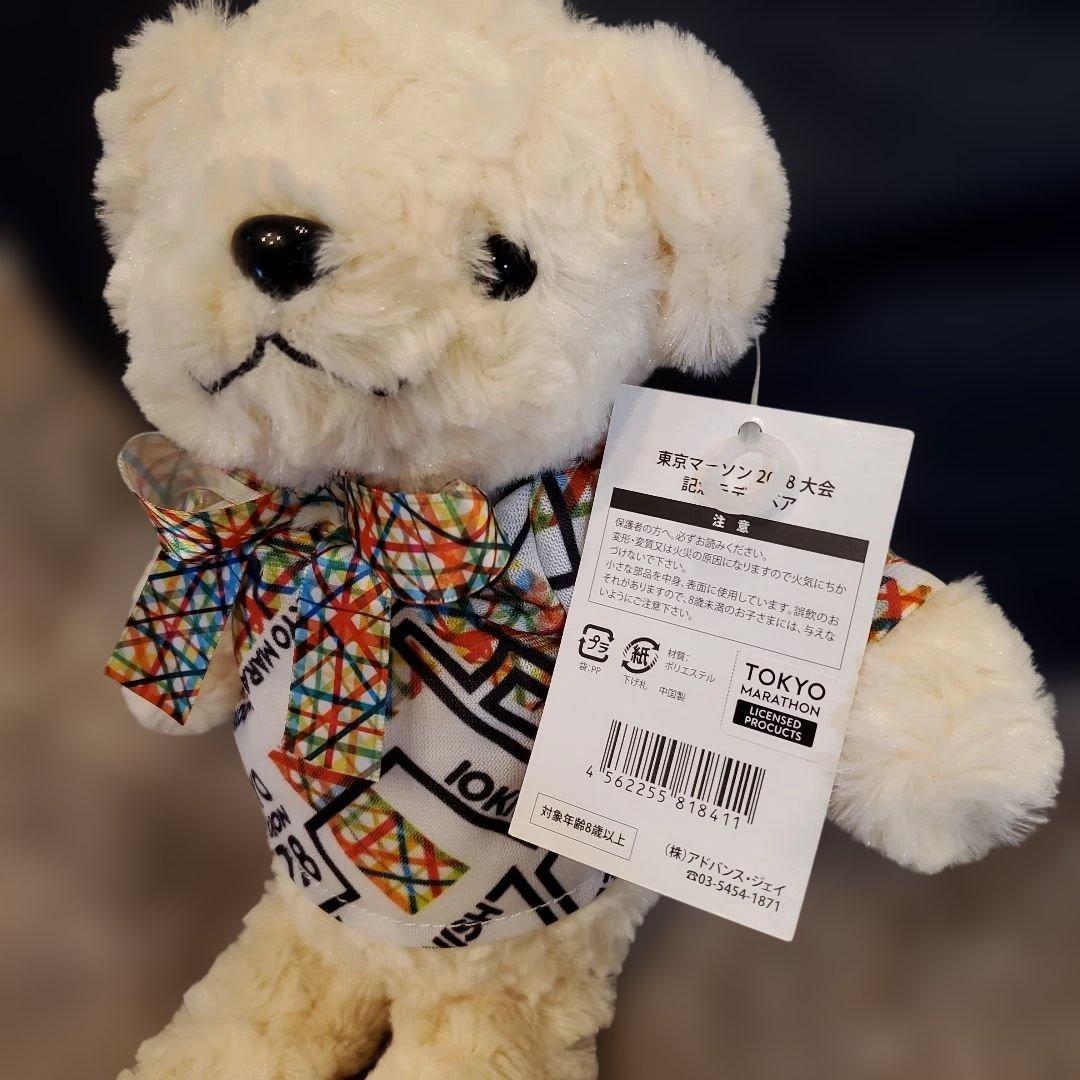 東京マーソン 20 8 大会
注意
保護者の方へ。必ずお読みください。
変形・変質又は火災の原因になりますので火気にちか
づけないで下さい。
小さな部品を中身、表面に使用しています。誤飲のお
それがありますので、8歳未満のお子さまには、与えな
いようにご注意下さい。
プラ
袋:PP
紙
下げ札
材質:
ポリエステル
中国製
TOKYO
MARATHON
LICENSED
PROCUCTS
4 562255 818411
対象年齢8歳以上
(株)アドバンス・ジェイ
☎03-5454-1871